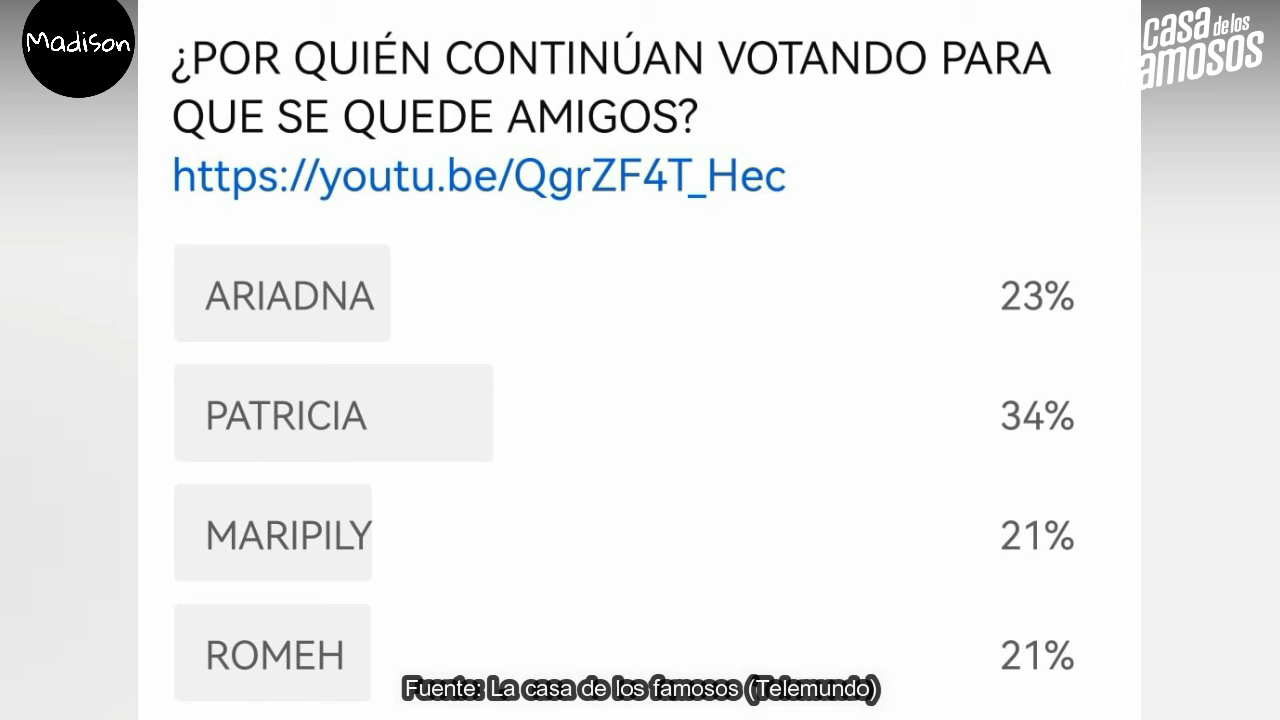 Madison
casa de los
famosos
¿POR QUIÉN CONTINÚAN VOTANDO PARA
QUE SE QUEDE AMIGOS?
https://youtu.be/QgrZF4T_Hec
ARIADNA 23%
PATRICIA 34%
MARIPILY 21%
ROMEH 21%
Fuente: La casa de los famosos (Telemundo)